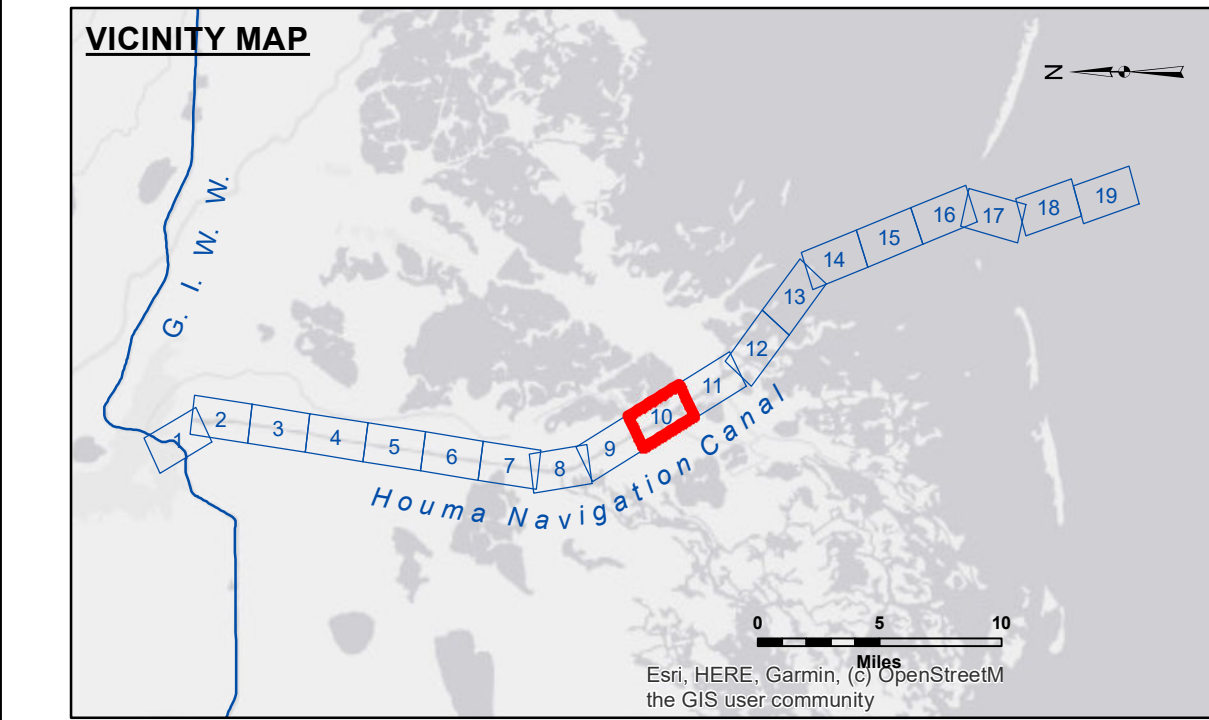 VICINITY MAP
N
G. I. W. W.
1
2
3
4
5
6
7
8
9
10
11
12
13
14
15
16
17
18
19
Houma Navigation Canal
0 5 10
Miles
Esri, HERE, Garmin, (c) OpenStreetM
the GIS user community